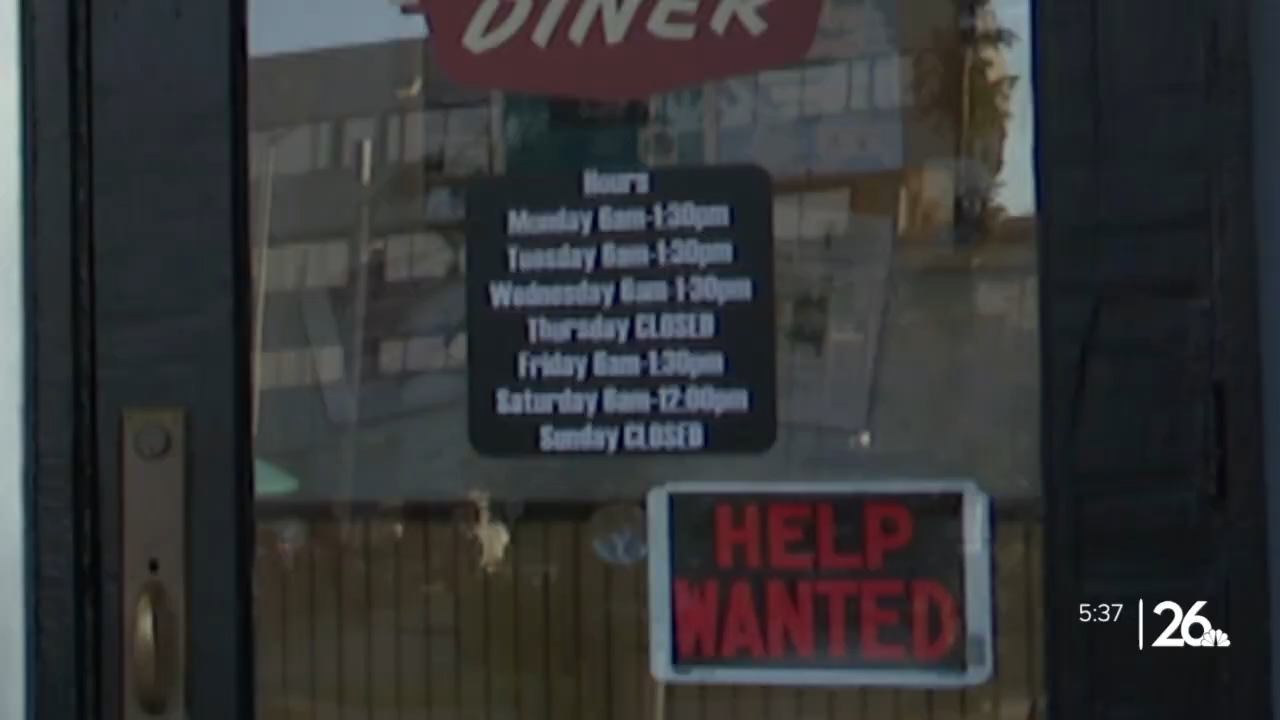 DINER
Hours
Monday 6am-1:30pm
Tuesday 6am-1:30pm
Wednesday 6am-1:30pm
Thursday CLOSED
Friday 6am-1:30pm
Saturday 6am-12:00pm
Sunday CLOSED
HELP
WANTED
5:37
26